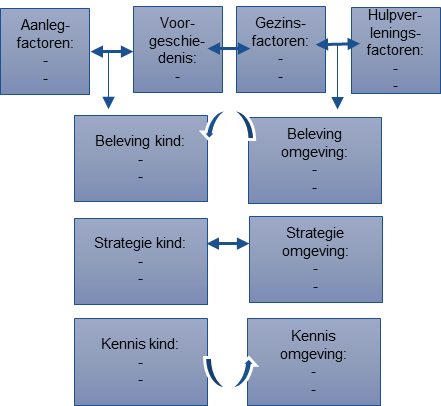 Aanleg-
factoren:
-
-
Voor-
geschie-
denis:
-
Gezins-
factoren:
-
-
Hulpver-
lenings-
factoren:
-
-
Beleving kind:
-
-
Beleving
omgeving:
-
-
Strategie kind:
-
-
Strategie
omgeving:
-
-
Kennis kind:
-
-
Kennis
omgeving:
-
-